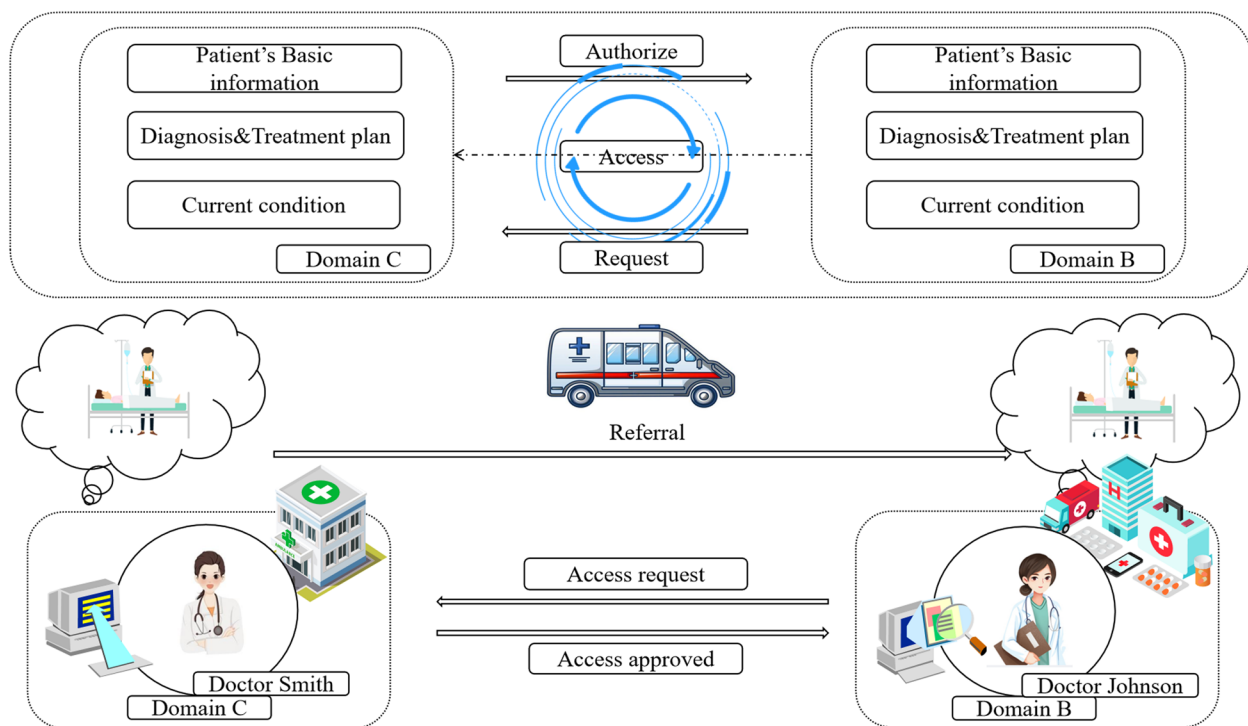 Patient's Basic
information
Diagnosis&Treatment plan
Current condition
Domain C
Authorize
Access
Request
Patient's Basic
information
Diagnosis&Treatment plan
Current condition
Domain B
Referral
H
Access request
Access approved
Doctor Smith
Domain C
Doctor Johnson
Domain B